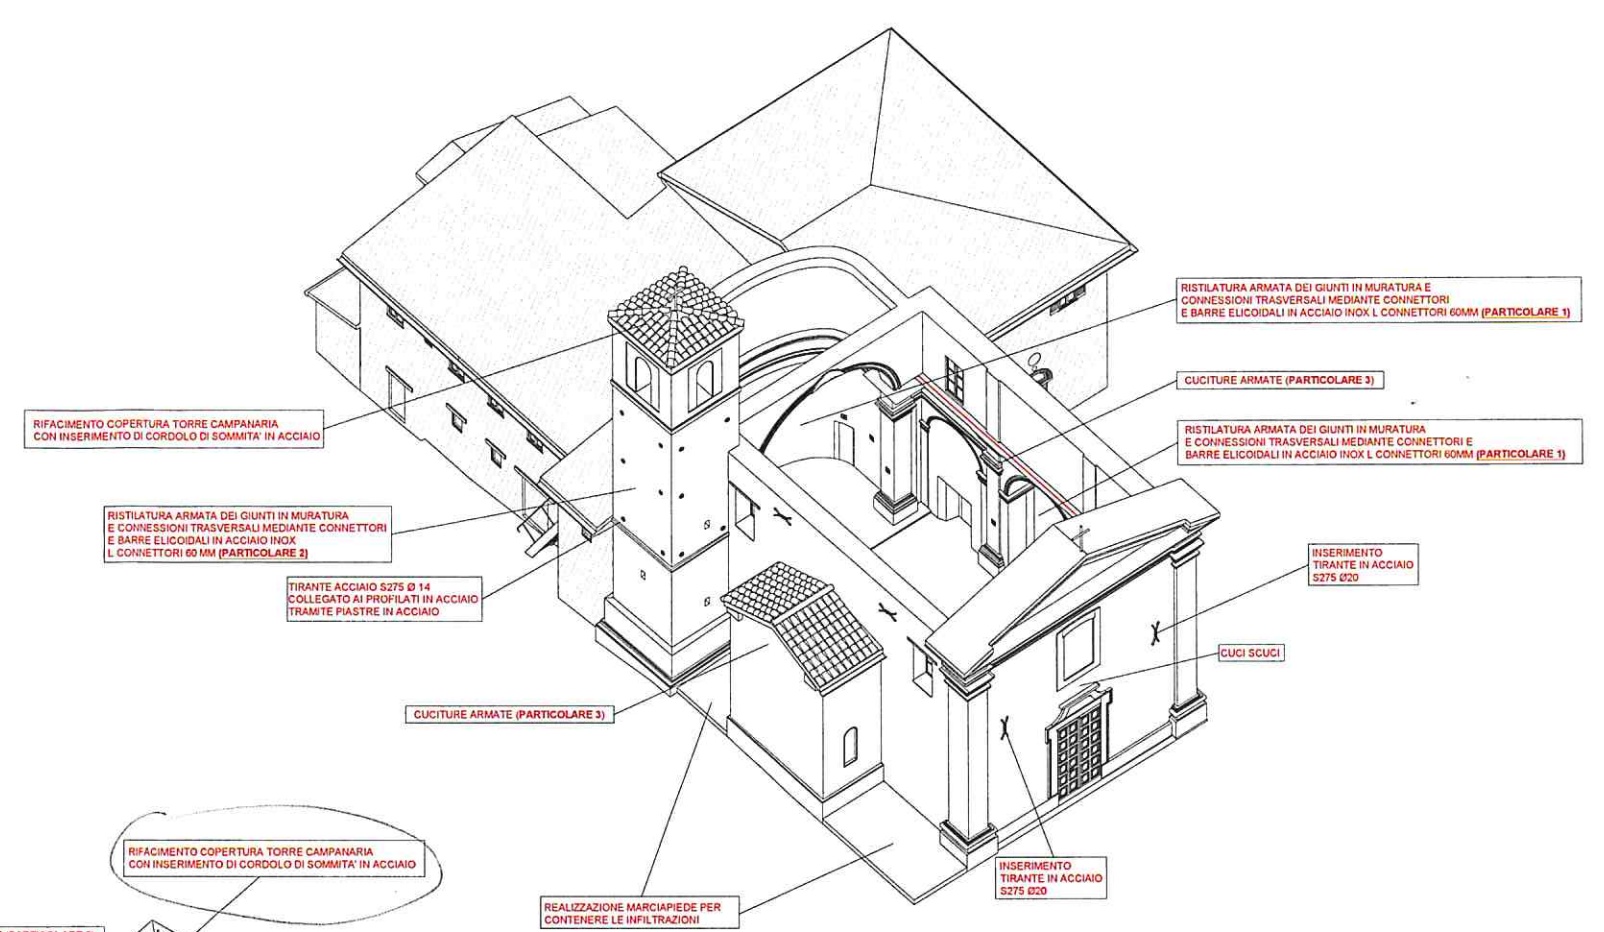 RISTILATURA ARMATA DEI GIUNTI IN MURATURA E
CONNESSIONI TRASVERSALI MEDIANTE CONNETTORI
E BARRE ELICOIDALI IN ACCIAIO INOX L CONNETTORI 60MM (PARTICOLARE 1)
CUCITURE ARMATE (PARTICOLARE 3)
RIFACIMENTO COPERTURA TORRE CAMPANARIA
CON INSERIMENTO DI CORDOLO DI SOMMITA' IN ACCIAIO
RISTILATURA ARMATA DEI GIUNTI IN MURATURA
E CONNESSIONI TRASVERSALI MEDIANTE CONNETTORI E
BARRE ELICOIDALI IN ACCIAIO INOX L CONNETTORI 60MM (PARTICOLARE 1)
RISTILATURA ARMATA DEI GIUNTI IN MURATURA
E CONNESSIONI TRASVERSALI MEDIANTE CONNETTORI
E BARRE ELICOIDALI IN ACCIAIO INOX
L CONNETTORI 60 MM (PARTICOLARE 2)
INSERIMENTO
TIRANTE IN ACCIAIO
S275 Ø20
TIRANTE ACCIAIO S275 Ø 14
COLLEGATO AI PROFILATI IN ACCIAIO
TRAMITE PIASTRE IN ACCIAIO
CUCI SCUCI
CUCITURE ARMATE (PARTICOLARE 3)
RIFACIMENTO COPERTURA TORRE CAMPANARIA
CON INSERIMENTO DI CORDOLO DI SOMMITA' IN ACCIAIO
INSERIMENTO
TIRANTE IN ACCIAIO
S275 Ø20
REALIZZAZIONE MARCIAPIEDE PER
CONTENERE LE INFILTRAZIONI